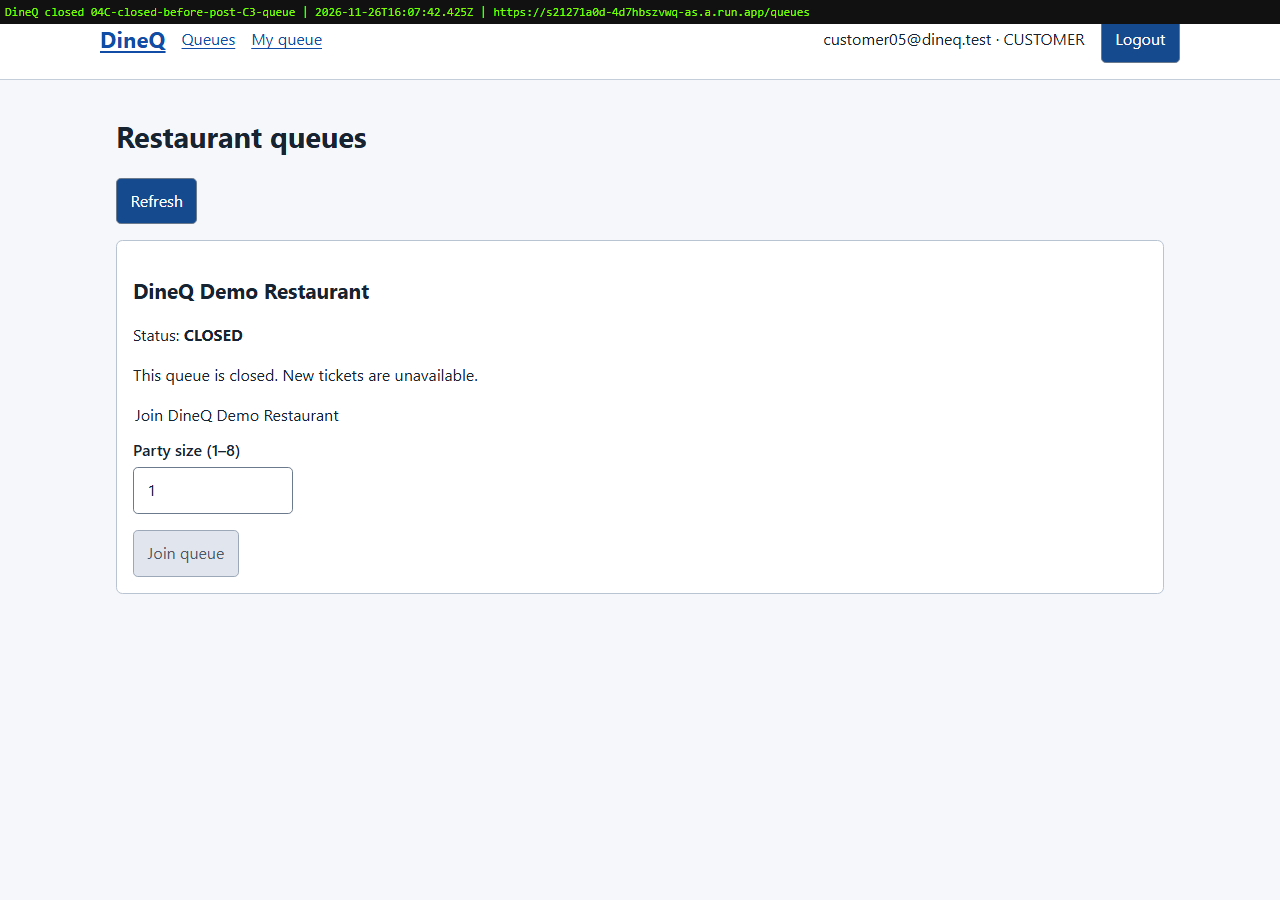 DineQ closed 04C-closed-before-post-C3-queue | 2026-11-26T16:07:42.425Z | https://s21271a0d-4d7hbszvwq-as.a.run.app/queues
DineQ Queues My queue customer05@dineq.test · CUSTOMER Logout
Restaurant queues
Refresh
DineQ Demo Restaurant
Status: CLOSED
This queue is closed. New tickets are unavailable.
Join DineQ Demo Restaurant
Party size (1–8)
1
Join queue